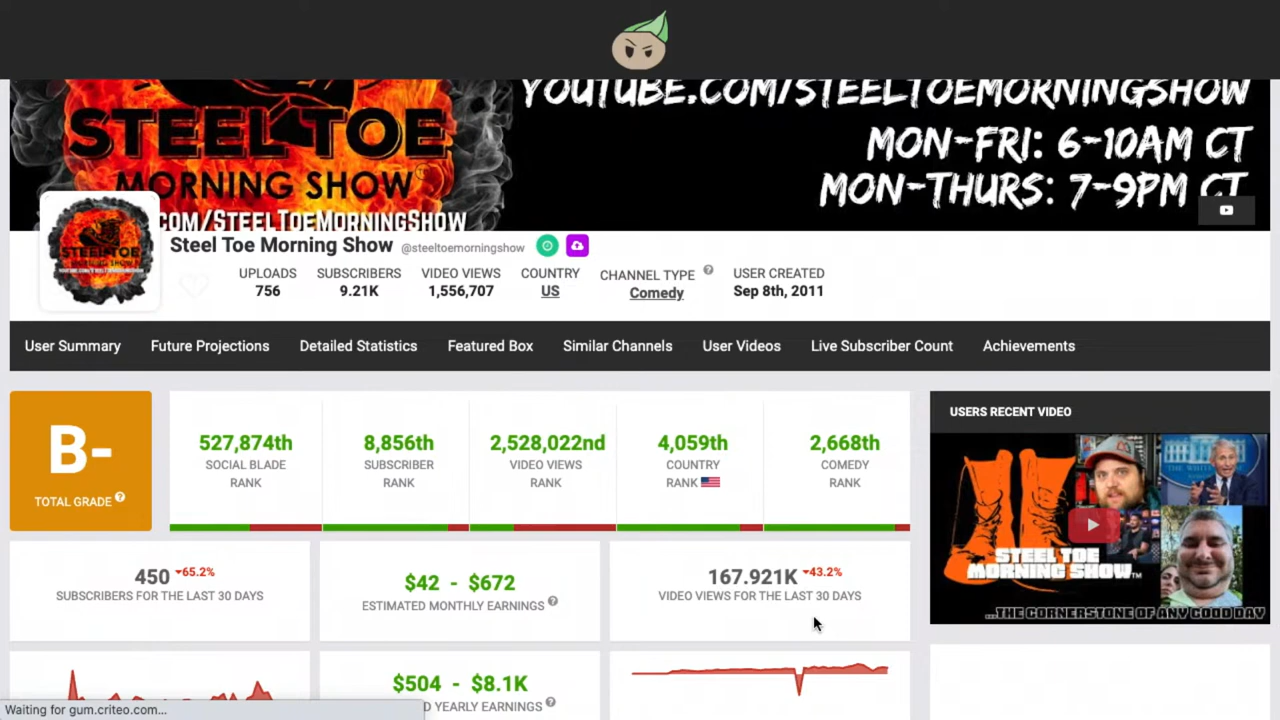 YOUTUBE.COM/STEELTOEMORNINGSHOW
MON-FRI: 6-10AM CT
MON-THURS: 7-9PM CT
STEEL TOE
MORNING SHOW
.COM/STEELTOEMORNINGSHOW
Steel Toe Morning Show @steeltoemorningshow
UPLOADS SUBSCRIBERS VIDEO VIEWS COUNTRY CHANNEL TYPE ? USER CREATED
756 9.21K 1,556,707 US Comedy Sep 8th, 2011
User Summary Future Projections Detailed Statistics Featured Box Similar Channels User Videos Live Subscriber Count Achievements
B-
TOTAL GRADE ?
527,874th
SOCIAL BLADE
RANK
8,856th
SUBSCRIBER
RANK
2,528,022nd
VIDEO VIEWS
RANK
4,059th
COUNTRY
RANK
2,668th
COMEDY
RANK
USERS RECENT VIDEO
STEEL TOE
MORNING SHOW™
...THE CORNERSTONE OF ANY GOOD DAY
450 65.2%
SUBSCRIBERS FOR THE LAST 30 DAYS
$42 - $672
ESTIMATED MONTHLY EARNINGS ?
167.921K 43.2%
VIDEO VIEWS FOR THE LAST 30 DAYS
$504 - $8.1K
D YEARLY EARNINGS ?
Waiting for gum.criteo.com...